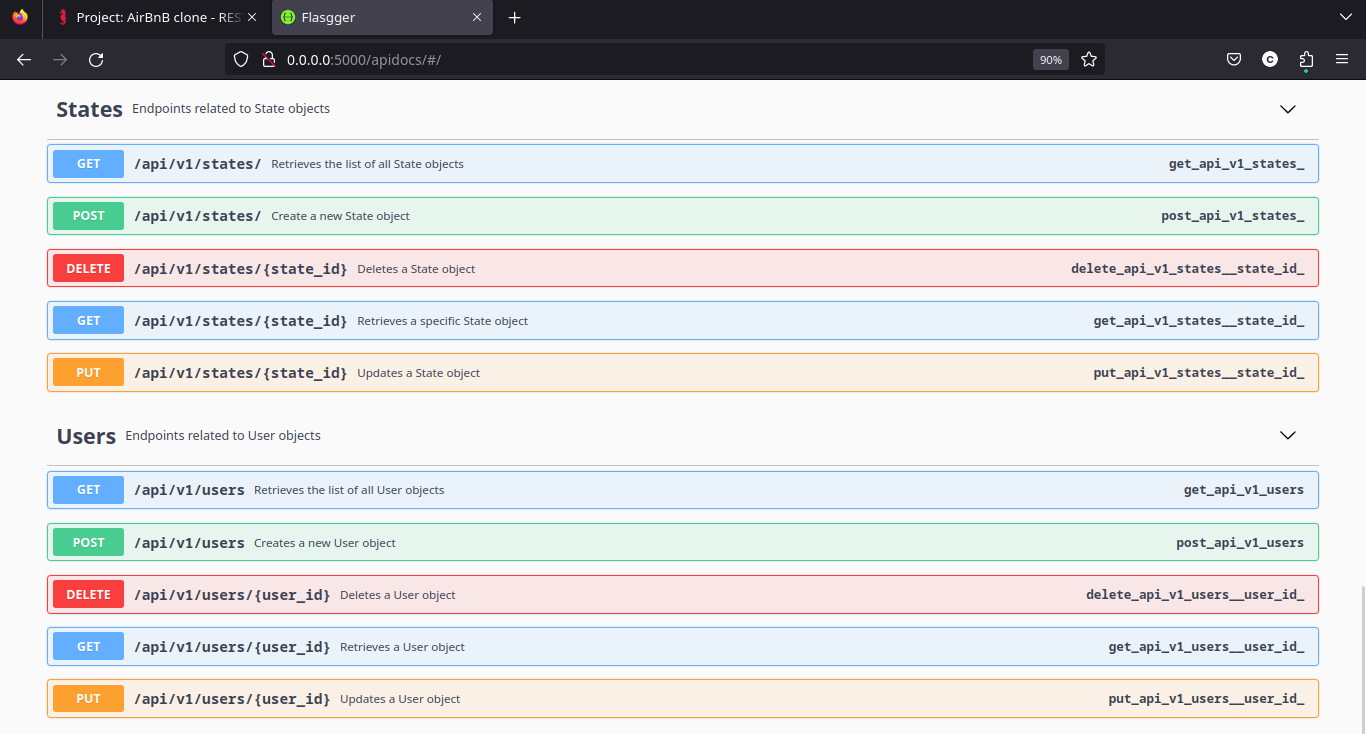 Project: AirBnB clone - RES
Flasgger
0.0.0.0:5000/apidocs/#/
90%
C
States Endpoints related to State objects
GET /api/v1/states/ Retrieves the list of all State objects get_api_v1_states_
POST /api/v1/states/ Create a new State object post_api_v1_states_
DELETE /api/v1/states/{state_id} Deletes a State object delete_api_v1_states__state_id_
GET /api/v1/states/{state_id} Retrieves a specific State object get_api_v1_states__state_id_
PUT /api/v1/states/{state_id} Updates a State object put_api_v1_states__state_id_
Users Endpoints related to User objects
GET /api/v1/users Retrieves the list of all User objects get_api_v1_users
POST /api/v1/users Creates a new User object post_api_v1_users
DELETE /api/v1/users/{user_id} Deletes a User object delete_api_v1_users__user_id_
GET /api/v1/users/{user_id} Retrieves a User object get_api_v1_users__user_id_
PUT /api/v1/users/{user_id} Updates a User object put_api_v1_users__user_id_